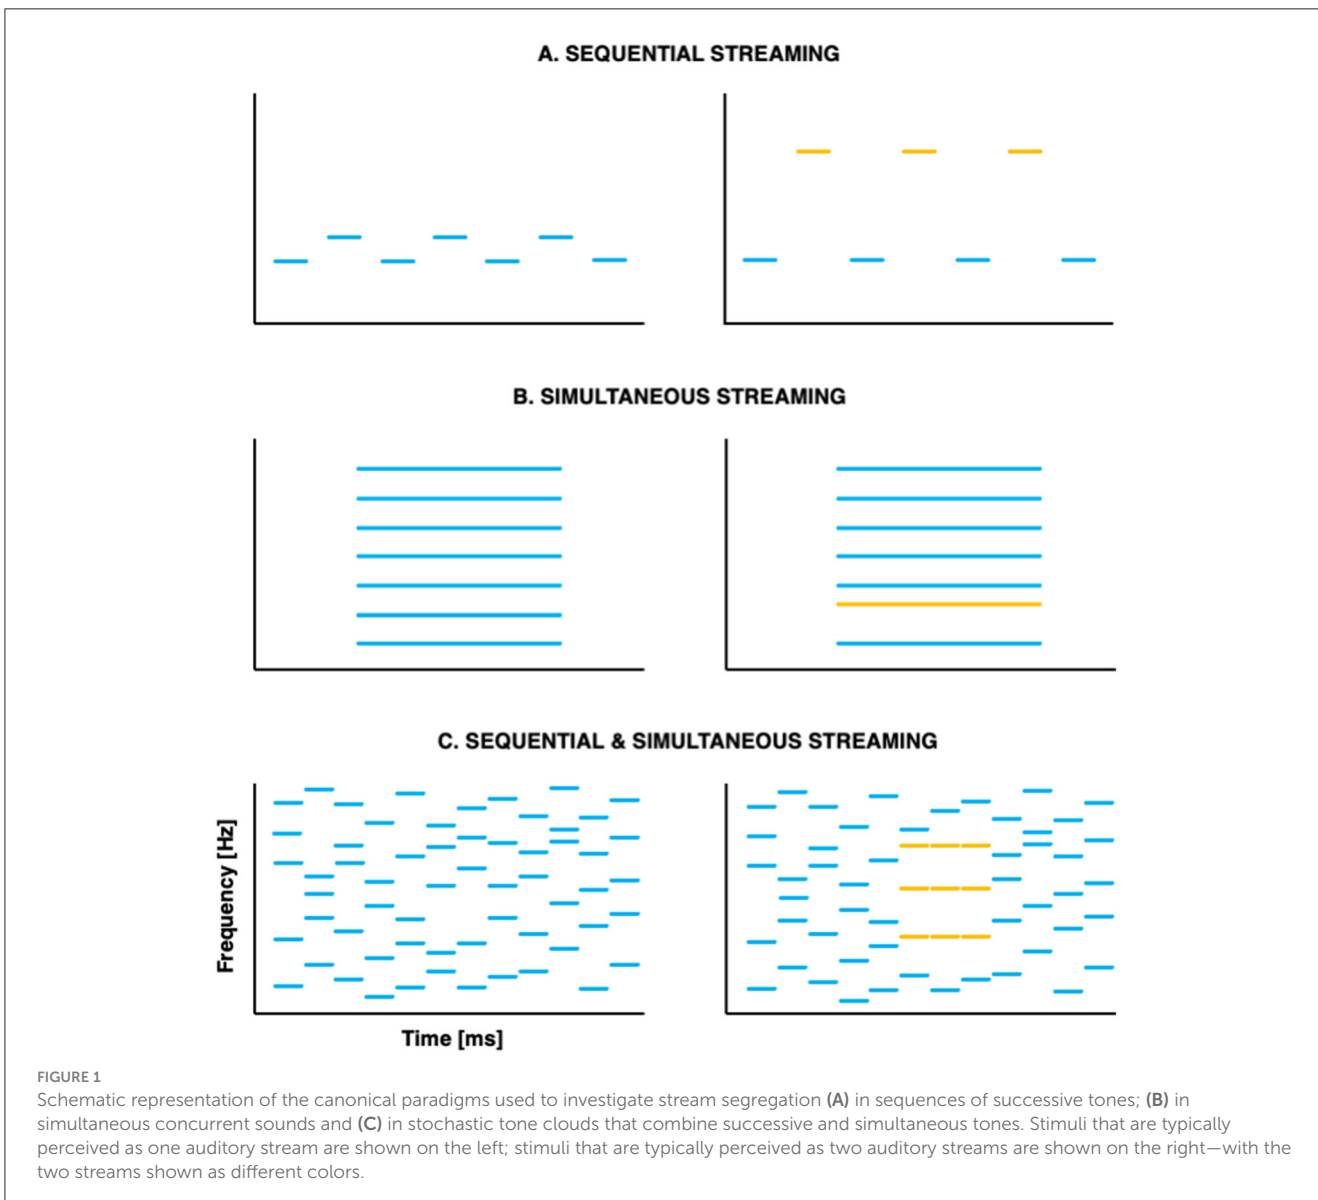 A. SEQUENTIAL STREAMING
B. SIMULTANEOUS STREAMING
C. SEQUENTIAL & SIMULTANEOUS STREAMING
Frequency [Hz]
Time [ms]
FIGURE 1
Schematic representation of the canonical paradigms used to investigate stream segregation (A) in sequences of successive tones; (B) in
simultaneous concurrent sounds and (C) in stochastic tone clouds that combine successive and simultaneous tones. Stimuli that are typically
perceived as one auditory stream are shown on the left; stimuli that are typically perceived as two auditory streams are shown on the right—with the
two streams shown as different colors.